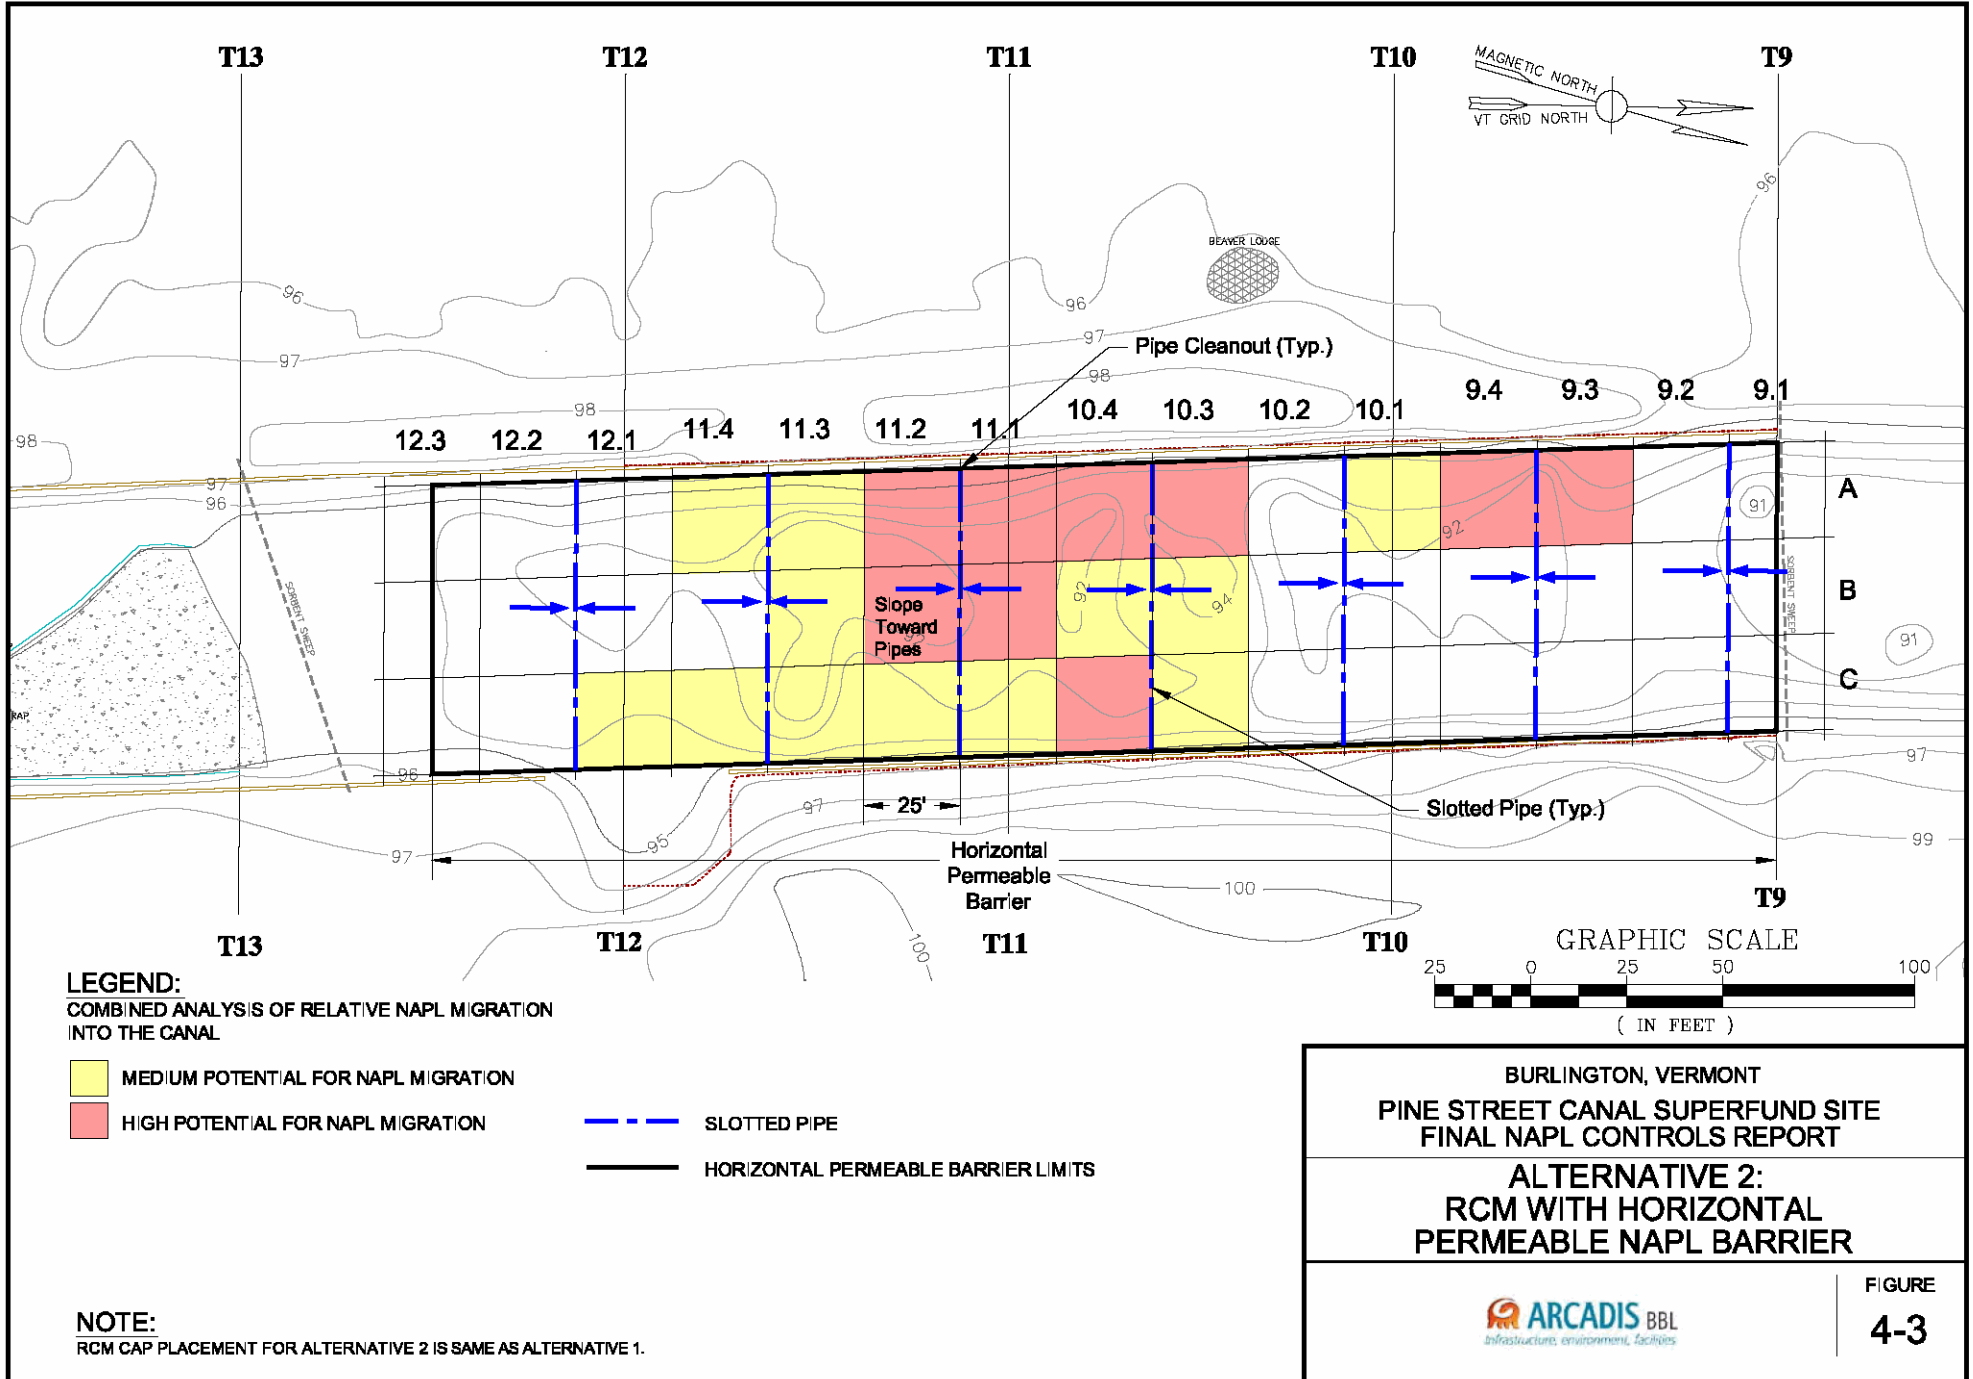 T13
T12
T11
T10
T9
MAGNETIC NORTH
VT GRID NORTH
96
BEAVER LODGE
96
96
97
97
Pipe Cleanout (Typ.)
98
98
98
12.3
12.2
12.1
11.4
11.3
11.2
11.1
10.4
10.3
10.2
10.1
9.4
9.3
9.2
9.1
97
96
A
91
92
SORBENT SWEEP
SORBENT SWEEP
B
92
94
Slope
Toward
Pipes
93
91
C
RAP
96
97
25'
97
Slotted Pipe (Typ.)
95
97
99
Horizontal
Permeable
Barrier
100
100
T13
T12
T11
T10
T9
GRAPHIC SCALE
25
0
25
50
100
( IN FEET )
LEGEND:
COMBINED ANALYSIS OF RELATIVE NAPL MIGRATION
INTO THE CANAL
MEDIUM POTENTIAL FOR NAPL MIGRATION
HIGH POTENTIAL FOR NAPL MIGRATION
SLOTTED PIPE
HORIZONTAL PERMEABLE BARRIER LIMITS
NOTE:
RCM CAP PLACEMENT FOR ALTERNATIVE 2 IS SAME AS ALTERNATIVE 1.
BURLINGTON, VERMONT
PINE STREET CANAL SUPERFUND SITE
FINAL NAPL CONTROLS REPORT
ALTERNATIVE 2:
RCM WITH HORIZONTAL
PERMEABLE NAPL BARRIER
ARCADIS BBL
Infrastructure, environment, facilities
FIGURE
4-3